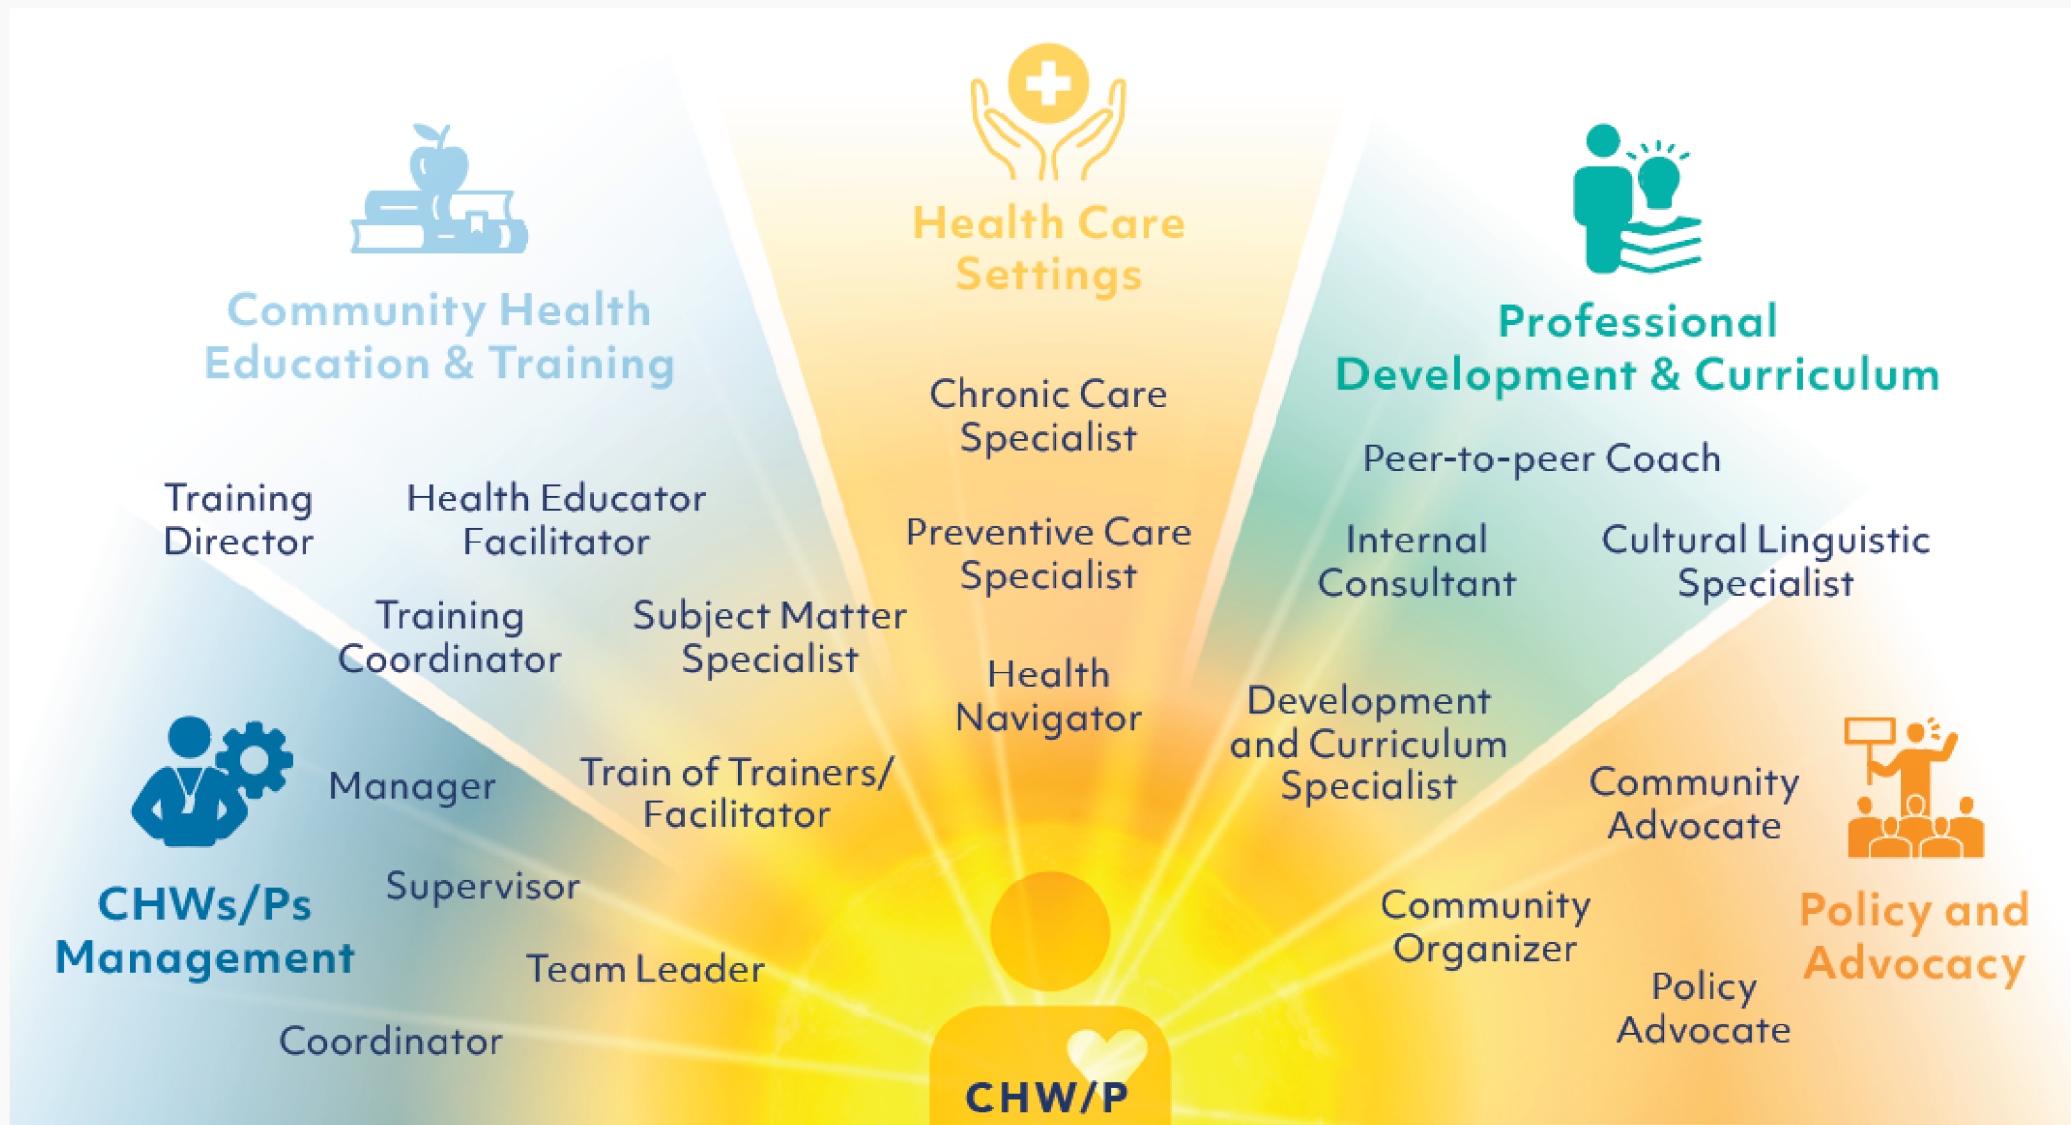 Community Health
Education & Training
Training
Director
Health Educator
Facilitator
Training
Coordinator
Subject Matter
Specialist
Train of Trainers/
Facilitator
Health Care
Settings
Chronic Care
Specialist
Preventive Care
Specialist
Health
Navigator
Professional
Development & Curriculum
Peer-to-peer Coach
Internal
Consultant
Cultural Linguistic
Specialist
Development
and Curriculum
Specialist
CHWs/Ps
Management
Manager
Supervisor
Team Leader
Coordinator
Policy and
Advocacy
Community
Advocate
Community
Organizer
Policy
Advocate
CHW/P